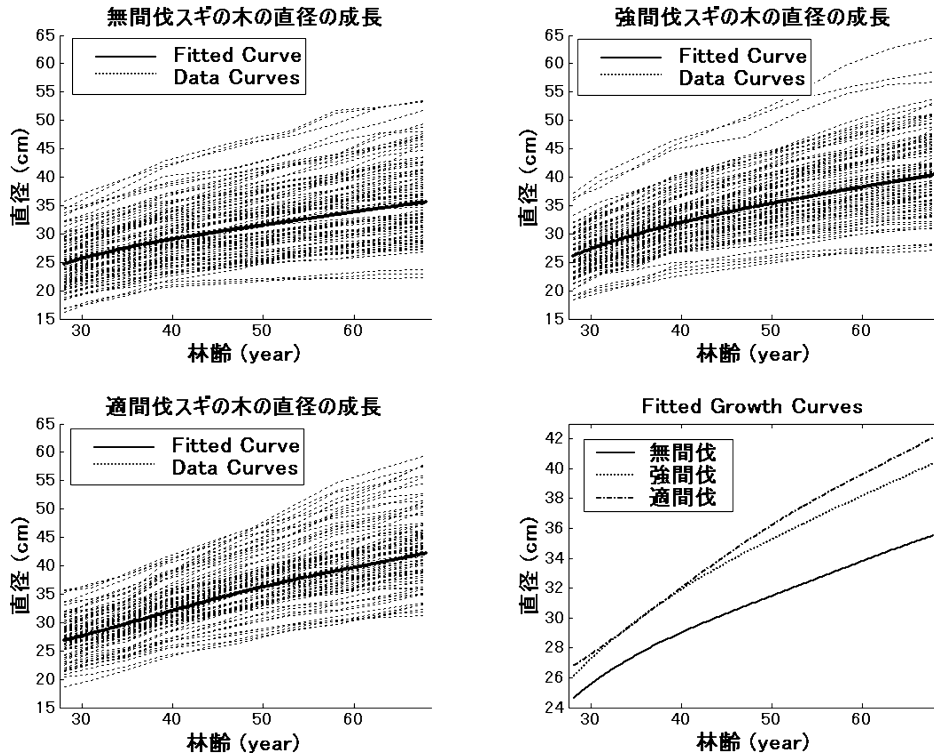 無間伐スギの木の直径の成長
65
60
55
50
45
40
35
30
25
20
15
直径 (cm)
Fitted Curve
Data Curves
30 40 50 60
林齢 (year)
強間伐スギの木の直径の成長
65
60
55
50
45
40
35
30
25
20
15
直径 (cm)
Fitted Curve
Data Curves
30 40 50 60
林齢 (year)
適間伐スギの木の直径の成長
65
60
55
50
45
40
35
30
25
20
15
直径 (cm)
Fitted Curve
Data Curves
30 40 50 60
林齢 (year)
Fitted Growth Curves
42
40
38
36
34
32
30
28
26
24
直径 (cm)
無間伐
強間伐
適間伐
30 40 50 60
林齢 (year)